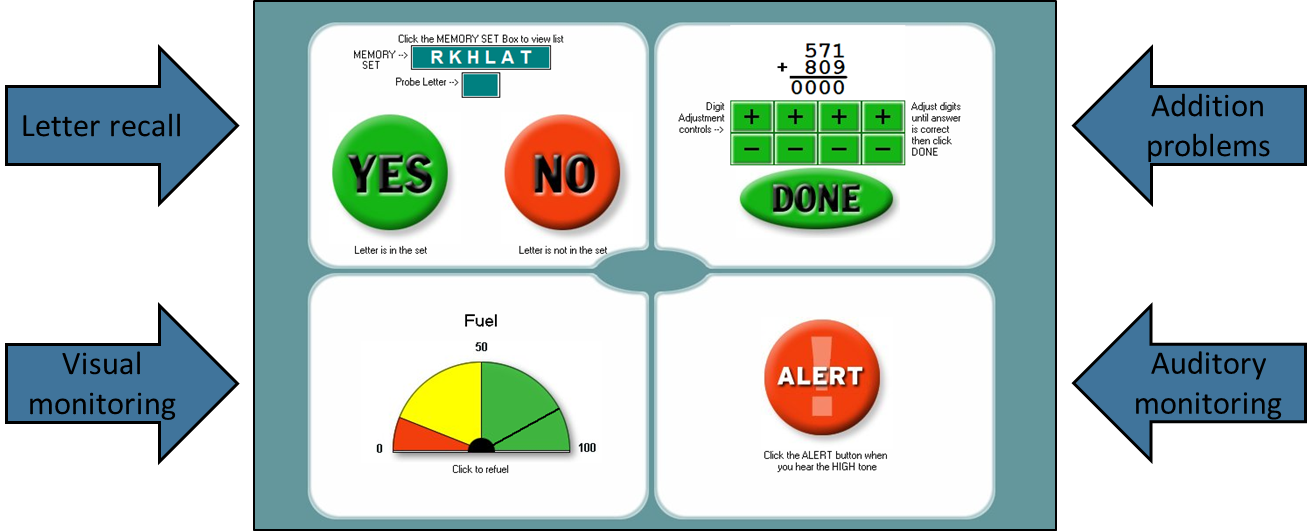 Letter recall
Click the MEMORY SET Box to view list
MEMORY -->
SET
R K H L A T
Probe Letter -->
YES
NO
Letter is in the set
Letter is not in the set
571
+ 809
0000
Digit
Adjustment
controls -->
+ + + +
− − − −
Adjust digits
until answer
is correct
then click
DONE
DONE
Addition
problems
Visual
monitoring
Fuel
50
0
100
Click to refuel
!
ALERT
Click the ALERT button when
you hear the HIGH tone
Auditory
monitoring